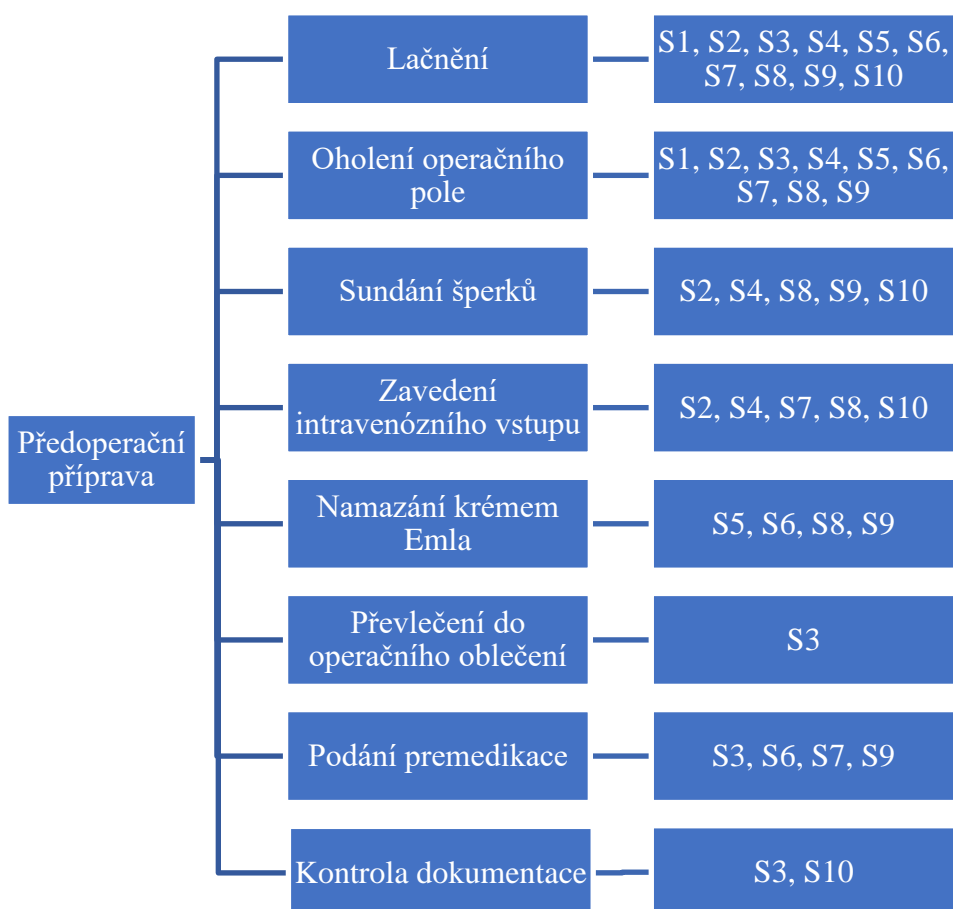 Předoperační
příprava
Lačnění
S1, S2, S3, S4, S5, S6,
S7, S8, S9, S10
Oholení operačního
pole
S1, S2, S3, S4, S5, S6,
S7, S8, S9
Sundání šperků
S2, S4, S8, S9, S10
Zavedení
intravenózního vstupu
S2, S4, S7, S8, S10
Namazání krémem
Emla
S5, S6, S8, S9
Převlečení do
operačního oblečení
S3
Podání premedikace
S3, S6, S7, S9
Kontrola dokumentace
S3, S10